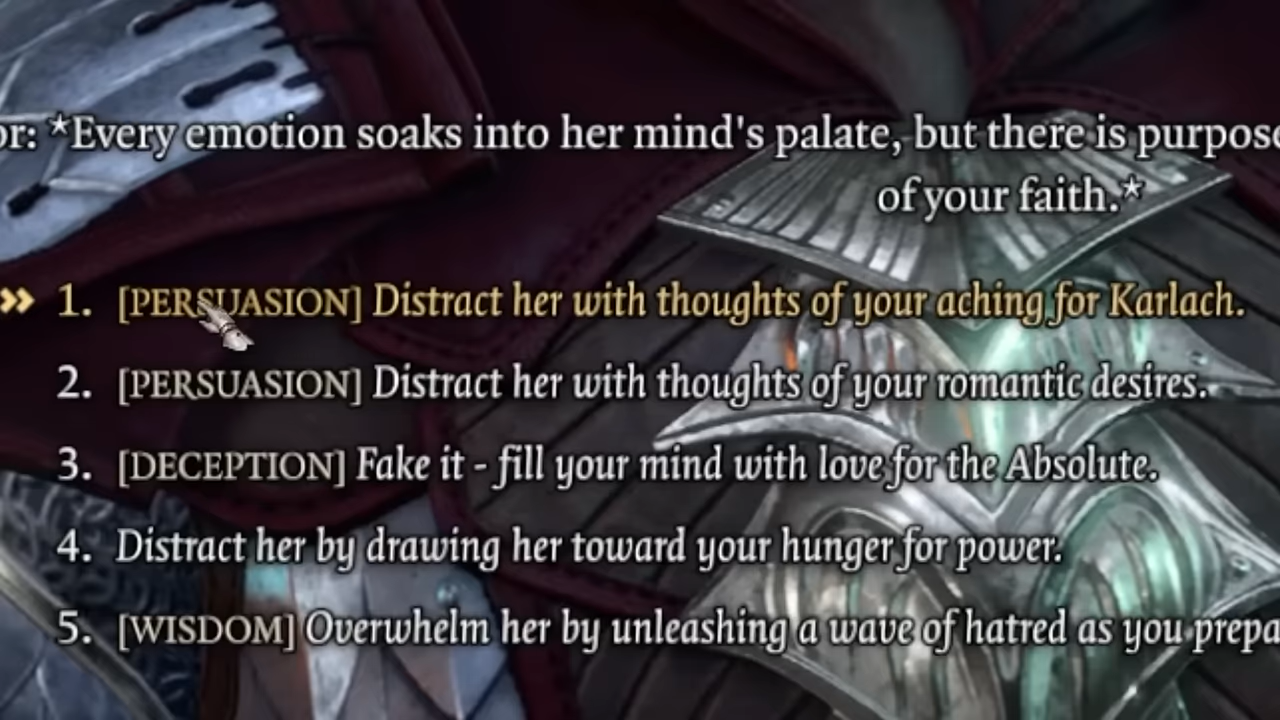 or: *Every emotion soaks into her mind's palate, but there is purpose
of your faith.*
1. [PERSUASION] Distract her with thoughts of your aching for Karlach.
2. [PERSUASION] Distract her with thoughts of your romantic desires.
3. [DECEPTION] Fake it - fill your mind with love for the Absolute.
4. Distract her by drawing her toward your hunger for power.
5. [WISDOM] Overwhelm her by unleashing a wave of hatred as you prepa